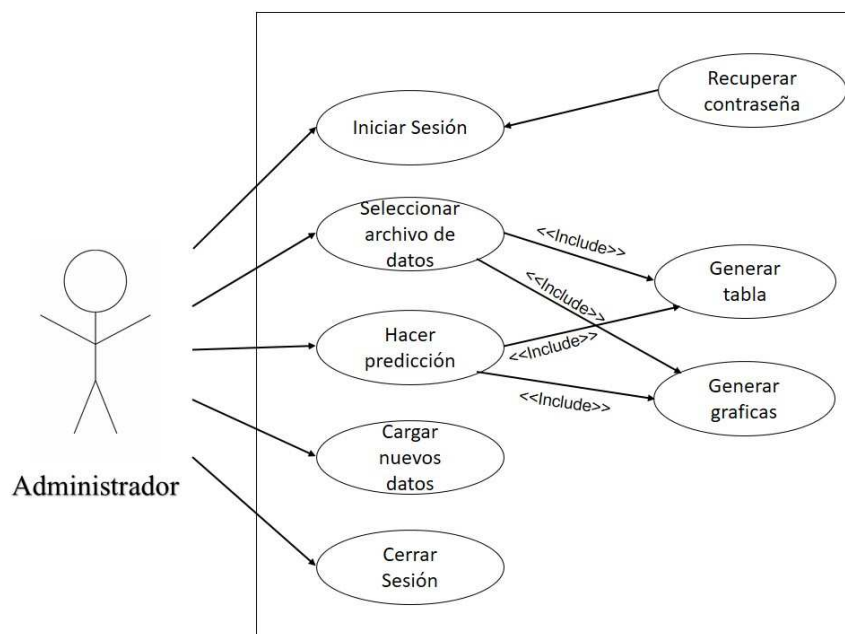 Recuperar
contraseña
Iniciar Sesión
Seleccionar
archivo de
datos
<<Include>>
<<Include>>
Generar
tabla
Hacer
predicción
<<Include>>
<<Include>>
Generar
graficas
Cargar
nuevos
datos
Administrador
Cerrar
Sesión